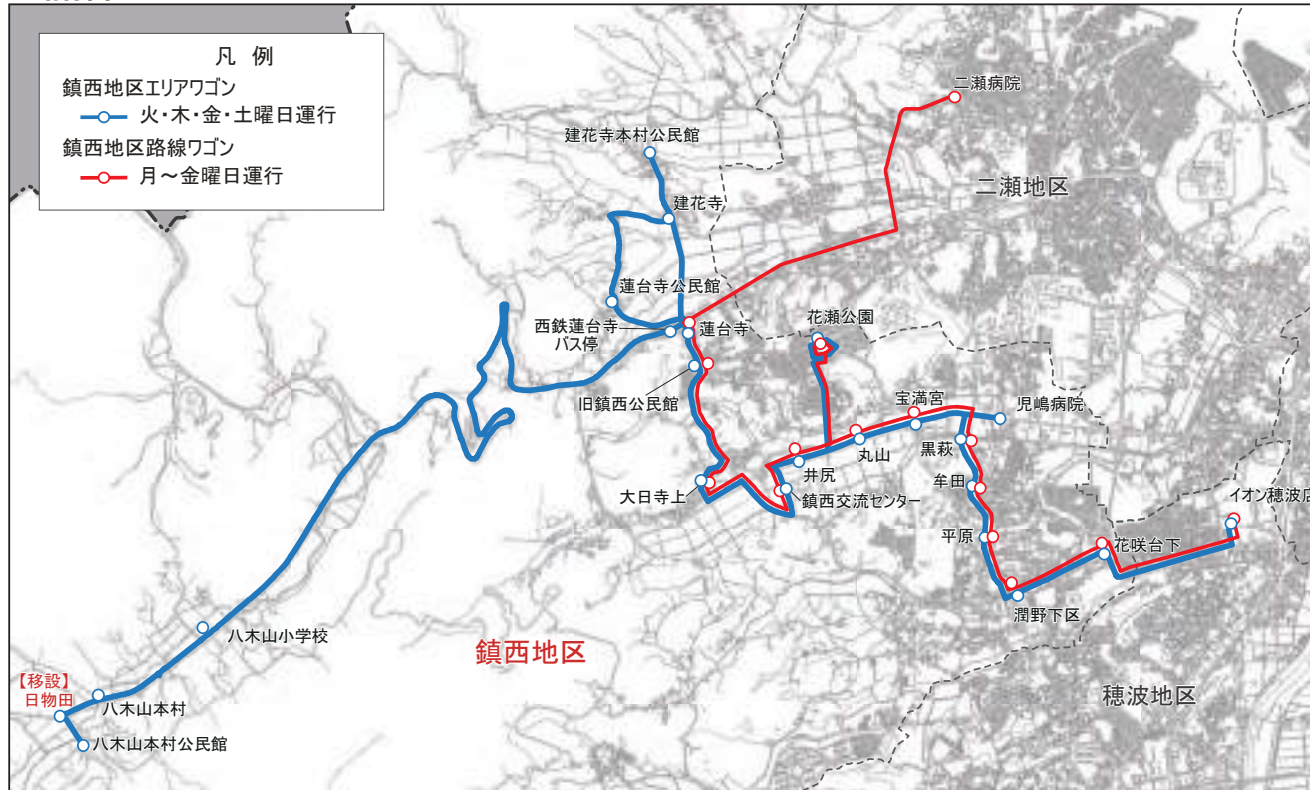 凡 例
鎮西地区エリアワゴン
火・木・金・土曜日運行
鎮西地区路線ワゴン
月～金曜日運行
二瀬病院
建花寺本村公民館
二瀬地区
建花寺
蓮台寺公民館
西鉄蓮台寺
バス停
蓮台寺
花瀬公園
旧鎮西公民館
宝満宮
児嶋病院
丸山
黒萩
井尻
大日寺上
鎮西交流センター
牟田
イオン穂波店
平原
花咲台下
潤野下区
八木山小学校
鎮西地区
【移設】
日物田
八木山本村
穂波地区
八木山本村公民館